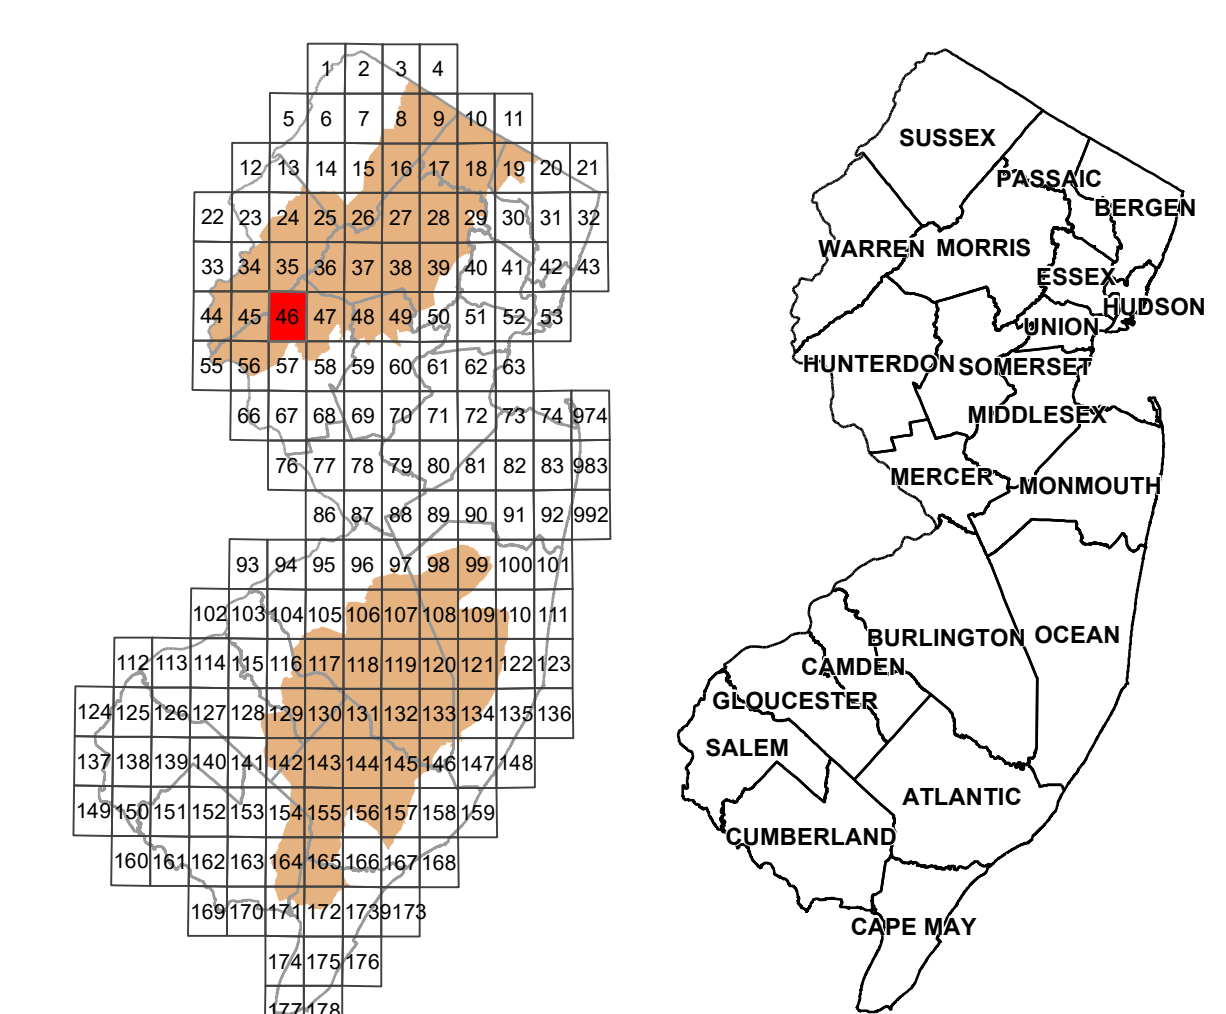 1 2 3 4
5 6 7 8 9 10 11
12 13 14 15 16 17 18 19 20 21
22 23 24 25 26 27 28 29 30 31 32
33 34 35 36 37 38 39 40 41 42 43
44 45 46 47 48 49 50 51 52 53
55 56 57 58 59 60 61 62 63
66 67 68 69 70 71 72 73 74 974
76 77 78 79 80 81 82 83 983
86 87 88 89 90 91 92 992
93 94 95 96 97 98 99 100 101
102 103 104 105 106 107 108 109 110 111
112 113 114 115 116 117 118 119 120 121 122 123
124 125 126 127 128 129 130 131 132 133 134 135 136
137 138 139 140 141 142 143 144 145 146 147 148
149 150 151 152 153 154 155 156 157 158 159
160 161 162 163 164 165 166 167 168
169 170 171 172 173 9173
174 175 176
177 178
SUSSEX
PASSAIC
BERGEN
WARREN MORRIS
ESSEX
HUDSON
UNION
HUNTERDON SOMERSET
MIDDLESEX
MERCER
MONMOUTH
BURLINGTON OCEAN
CAMDEN
GLOUCESTER
SALEM
ATLANTIC
CUMBERLAND
CAPE MAY